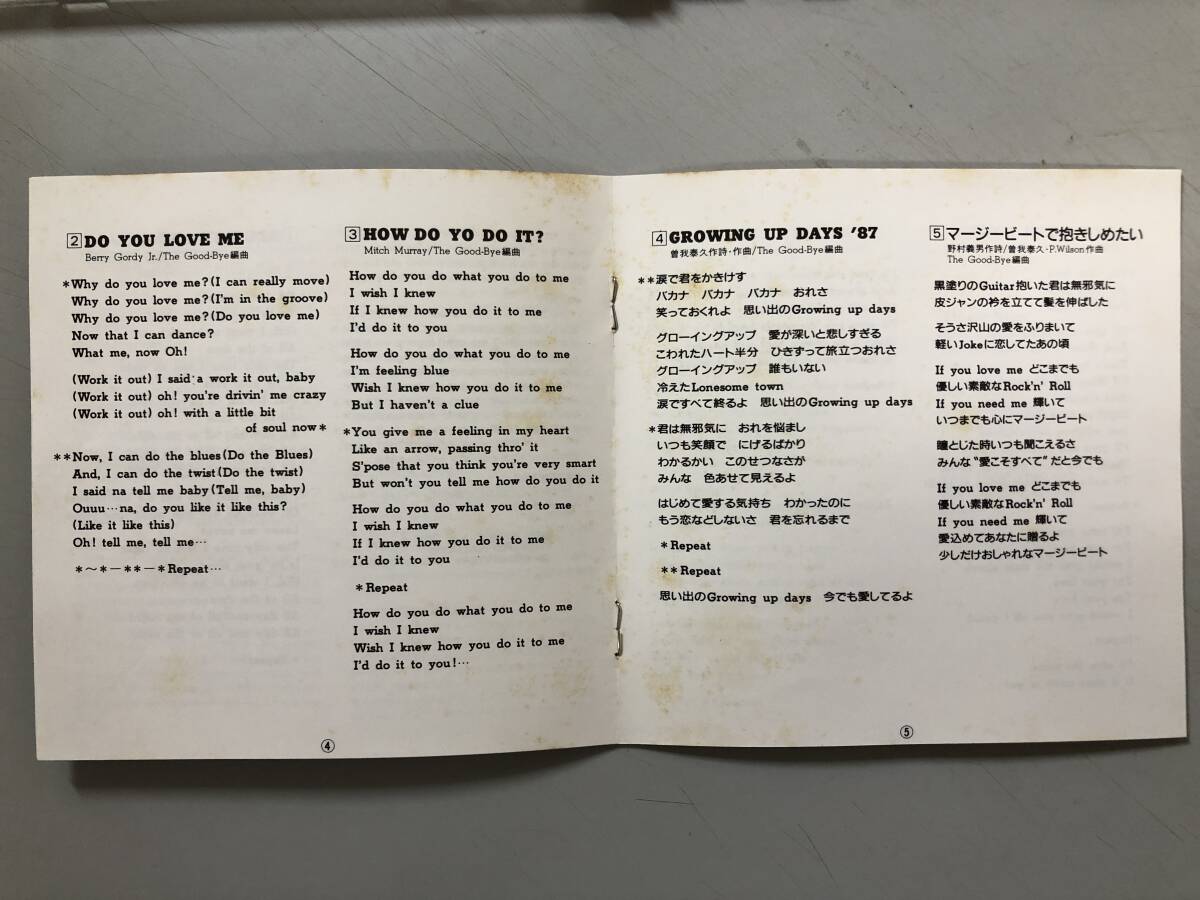 2 DO YOU LOVE ME
Berry Gordy Jr./The Good-Bye編曲
*Why do you love me?(I can really move)
Why do you love me?(I'm in the groove)
Why do you love me?(Do you love me)
Now that I can dance?
What me, now Oh!
(Work it out) I said a work it out, baby
(Work it out) oh! you're drivin' me crazy
(Work it out) oh! with a little bit
of soul now*
**Now, I can do the blues(Do the Blues)
And, I can do the twist(Do the twist)
I said na tell me baby(Tell me, baby)
Ouuu…na, do you like it like this?
(Like it like this)
Oh! tell me, tell me…
*~*—**—*Repeat…
3 HOW DO YO DO IT?
Mitch Murray/The Good-Bye編曲
How do you do what you do to me
I wish I knew
If I knew how you do it to me
I'd do it to you
How do you do what you do to me
I'm feeling blue
Wish I knew how you do it to me
But I haven't a clue
*You give me a feeling in my heart
Like an arrow, passing thro' it
S'pose that you think you're very smart
But won't you tell me how do you do it
How do you do what you do to me
I wish I knew
If I knew how you do it to me
I'd do it to you
*Repeat
How do you do what you do to me
I wish I knew
Wish I knew how you do it to me
I'd do it to you!…
④
4 GROWING UP DAYS '87
曽我泰久作詩・作曲/The Good-Bye編曲
**涙で君をかきけす
バカナ バカナ バカナ おれさ
笑っておくれよ 思い出のGrowing up days
グローイングアップ 愛が深いと悲しすぎる
こわれたハート半分 ひきずって旅立つおれさ
グローイングアップ 誰もいない
冷えたLonesome town
涙ですべて終るよ 思い出のGrowing up days
*君は無邪気に おれを悩まし
いつも笑顔で にげるばかり
わかるかい このせつなさが
みんな 色あせて見えるよ
はじめて愛する気持ち わかったのに
もう恋などしないさ 君を忘れるまで
*Repeat
**Repeat
思い出のGrowing up days 今でも愛してるよ
5 マージービートで抱きしめたい
野村義男作詩/曽我泰久・P.Wilson作曲
The Good-Bye編曲
黒塗りのGuitar抱いた君は無邪気に
皮ジャンの衿を立てて髪を伸ばした
そうさ沢山の愛をふりまいて
軽いJokeに恋してたあの頃
If you love me どこまでも
優しい素敵なRock'n' Roll
If you need me 輝いて
いつまでも心にマージービート
瞳とじた時いつも聞こえるさ
みんな“愛こそすべて”だと今でも
If you love me どこまでも
優しい素敵なRock'n' Roll
If you need me 輝いて
愛込めてあなたに贈るよ
少しだけおしゃれなマージービート
⑤